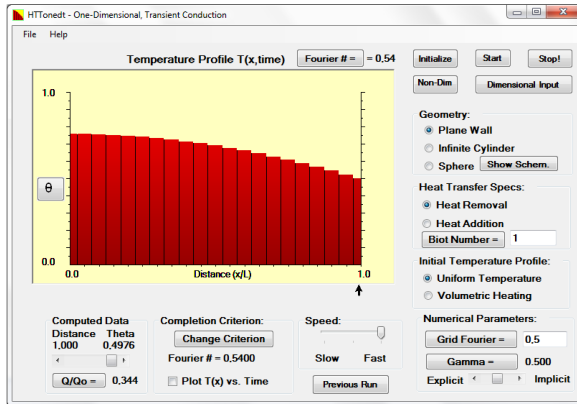 HTTonedt - One-Dimensional, Transient Conduction
File Help
Temperature Profile T(x,time) Fourier # = = 0,54
Initialize Start Stop!
Non-Dim Dimensional Input
1.0
θ
0.0
0.0 Distance (x/L) 1.0
Geometry:
Plane Wall
Infinite Cylinder
Sphere Show Schem.
Heat Transfer Specs:
Heat Removal
Heat Addition
Biot Number = 1
Initial Temperature Profile:
Uniform Temperature
Volumetric Heating
Computed Data
Distance Theta
1,000 0.4976
Q/Qo = 0,344
Completion Criterion:
Change Criterion
Fourier # = 0,5400
Plot T(x) vs. Time
Speed:
Slow Fast
Previous Run
Numerical Parameters:
Grid Fourier = 0,5
Gamma = 0.500
Explicit Implicit